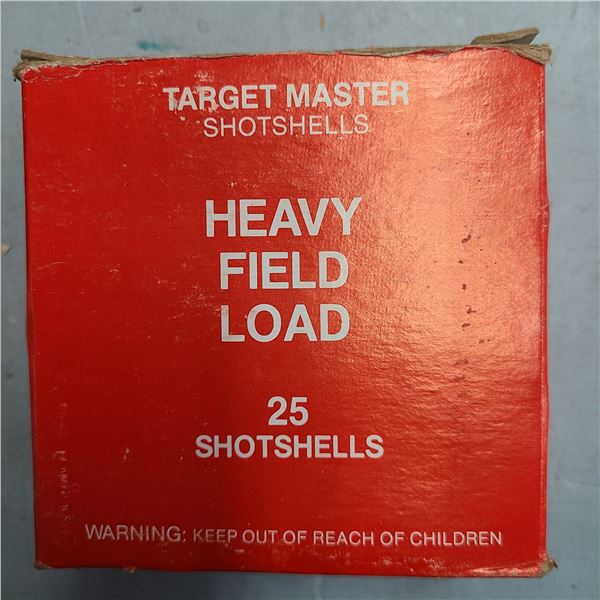 TARGET MASTER
SHOTSHELLS
HEAVY
FIELD
LOAD
25
SHOTSHELLS
WARNING: KEEP OUT OF REACH OF CHILDREN